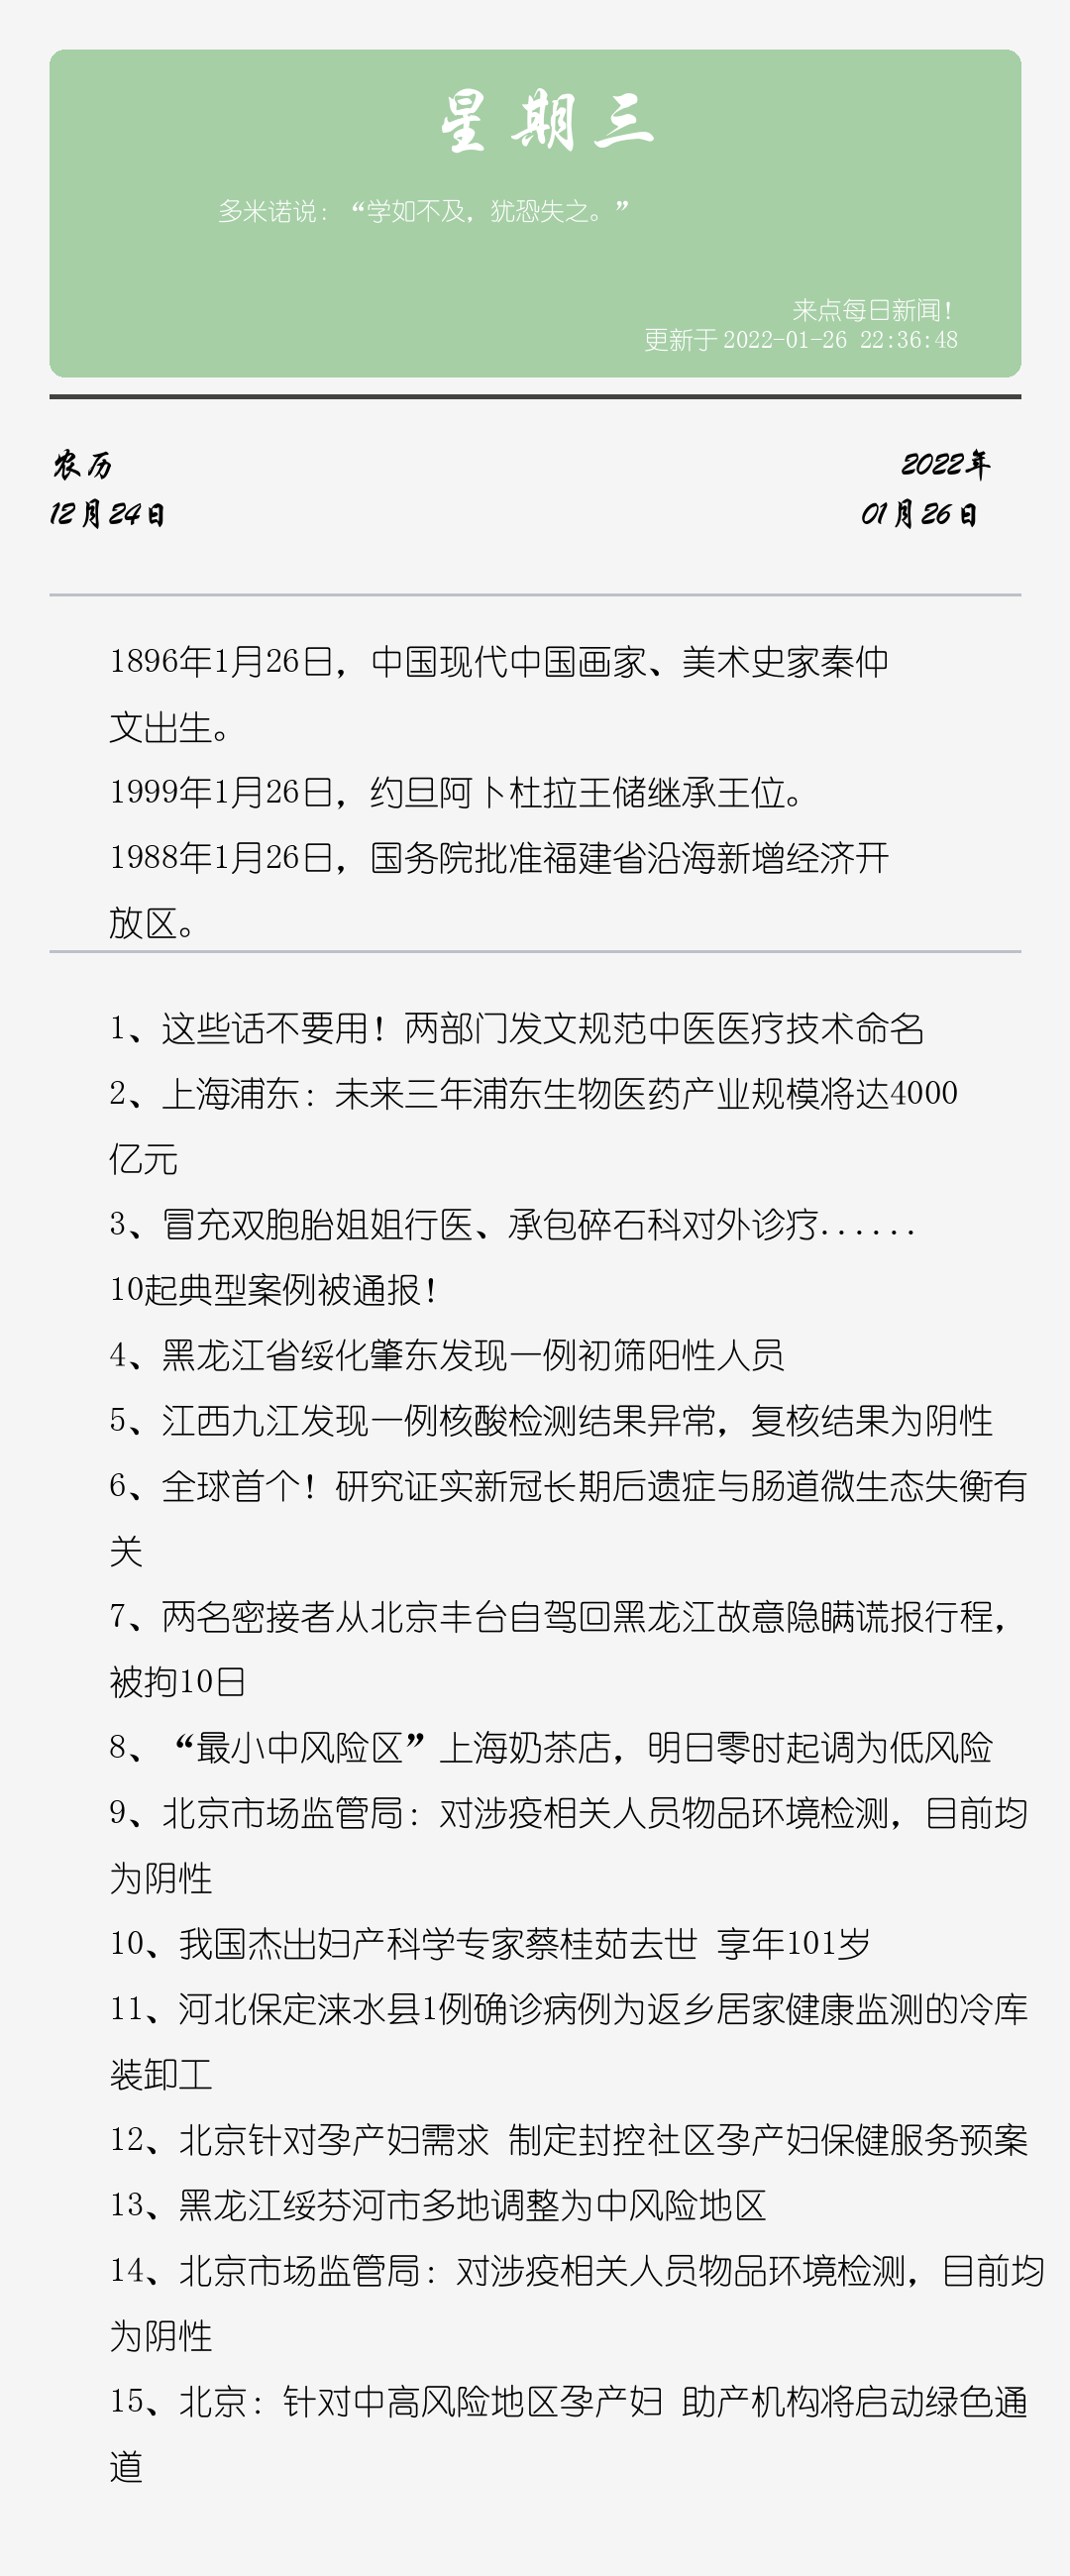 星期三
多米诺说：“学如不及，犹恐失之。”
来点每日新闻！
更新于 2022-01-26 22:36:48
农历
2022年
12月24日
01月26日
1896年1月26日，中国现代中国画家、美术史家秦仲
文出生。
1999年1月26日，约旦阿卜杜拉王储继承王位。
1988年1月26日，国务院批准福建省沿海新增经济开
放区。
1、这些话不要用！两部门发文规范中医医疗技术命名
2、上海浦东：未来三年浦东生物医药产业规模将达4000
亿元
3、冒充双胞胎姐姐行医、承包碎石科对外诊疗......
10起典型案例被通报！
4、黑龙江省绥化肇东发现一例初筛阳性人员
5、江西九江发现一例核酸检测结果异常，复核结果为阴性
6、全球首个！研究证实新冠长期后遗症与肠道微生态失衡有
关
7、两名密接者从北京丰台自驾回黑龙江故意隐瞒谎报行程，
被拘10日
8、“最小中风险区”上海奶茶店，明日零时起调为低风险
9、北京市场监管局：对涉疫相关人员物品环境检测，目前均
为阴性
10、我国杰出妇产科学专家蔡桂茹去世 享年101岁
11、河北保定涞水县1例确诊病例为返乡居家健康监测的冷库
装卸工
12、北京针对孕产妇需求 制定封控社区孕产妇保健服务预案
13、黑龙江绥芬河市多地调整为中风险地区
14、北京市场监管局：对涉疫相关人员物品环境检测，目前均
为阴性
15、北京：针对中高风险地区孕产妇 助产机构将启动绿色通
道